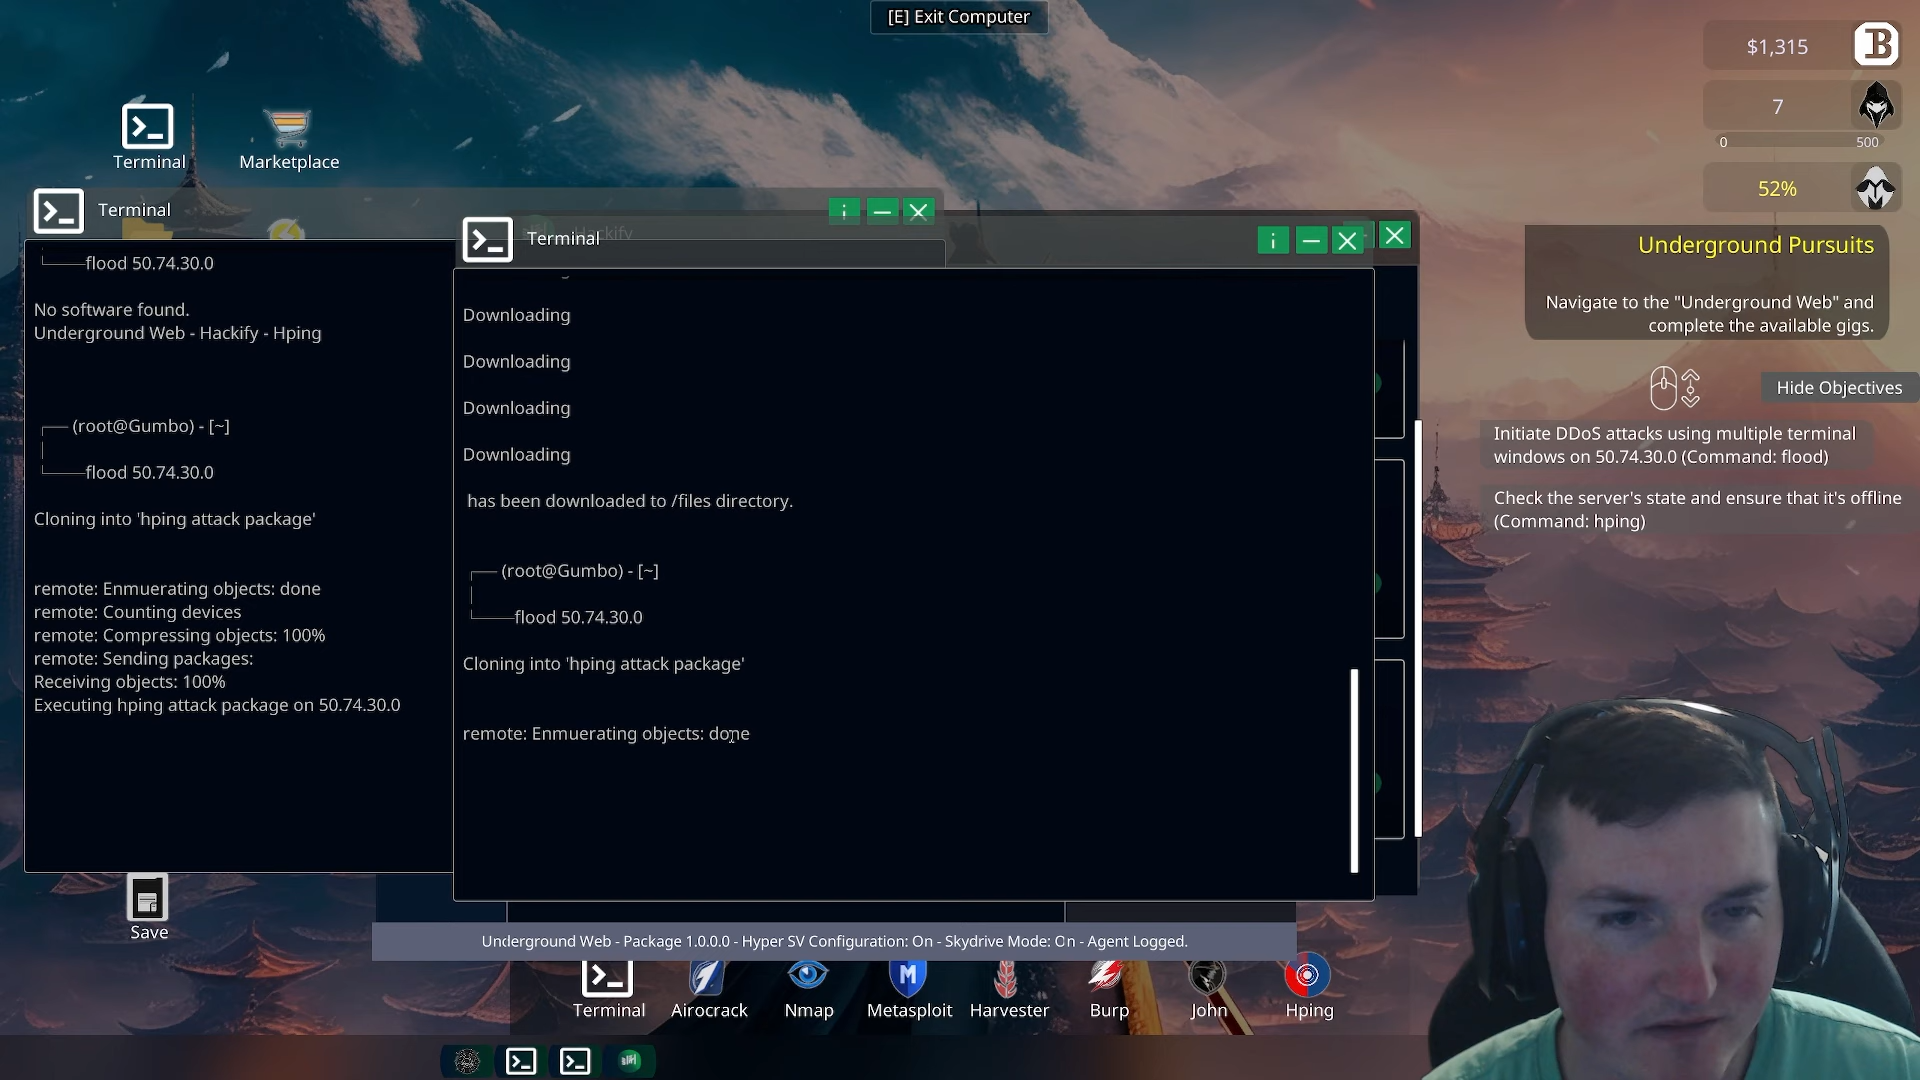 [E] Exit Computer
$1,315
B
7
0
500
52%
Terminal
Marketplace
Underground Pursuits
Navigate to the "Underground Web" and
complete the available gigs.
Hide Objectives
Initiate DDoS attacks using multiple terminal
windows on 50.74.30.0 (Command: flood)
Check the server's state and ensure that it's offline
(Command: hping)
Terminal
flood 50.74.30.0
No software found.
Underground Web - Hackify - Hping
(root@Gumbo) - [~]
flood 50.74.30.0
Cloning into 'hping attack package'
remote: Enmuerating objects: done
remote: Counting devices
remote: Compressing objects: 100%
remote: Sending packages:
Receiving objects: 100%
Executing hping attack package on 50.74.30.0
Hackify
Terminal
Downloading
Downloading
Downloading
Downloading
has been downloaded to /files directory.
(root@Gumbo) - [~]
flood 50.74.30.0
Cloning into 'hping attack package'
remote: Enmuerating objects: done
Save
Underground Web - Package 1.0.0.0 - Hyper SV Configuration: On - Skydrive Mode: On - Agent Logged.
Terminal
Airocrack
Nmap
Metasploit
Harvester
Burp
John
Hping